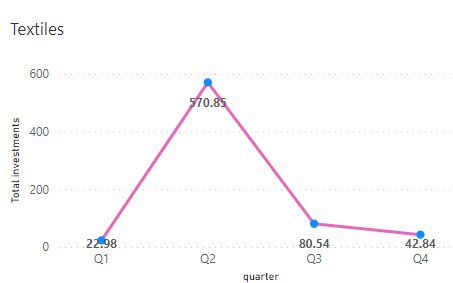 Textiles
600
400
200
0
Total investments
22.98
570.85
80.54
42.84
Q1 Q2 Q3 Q4
quarter